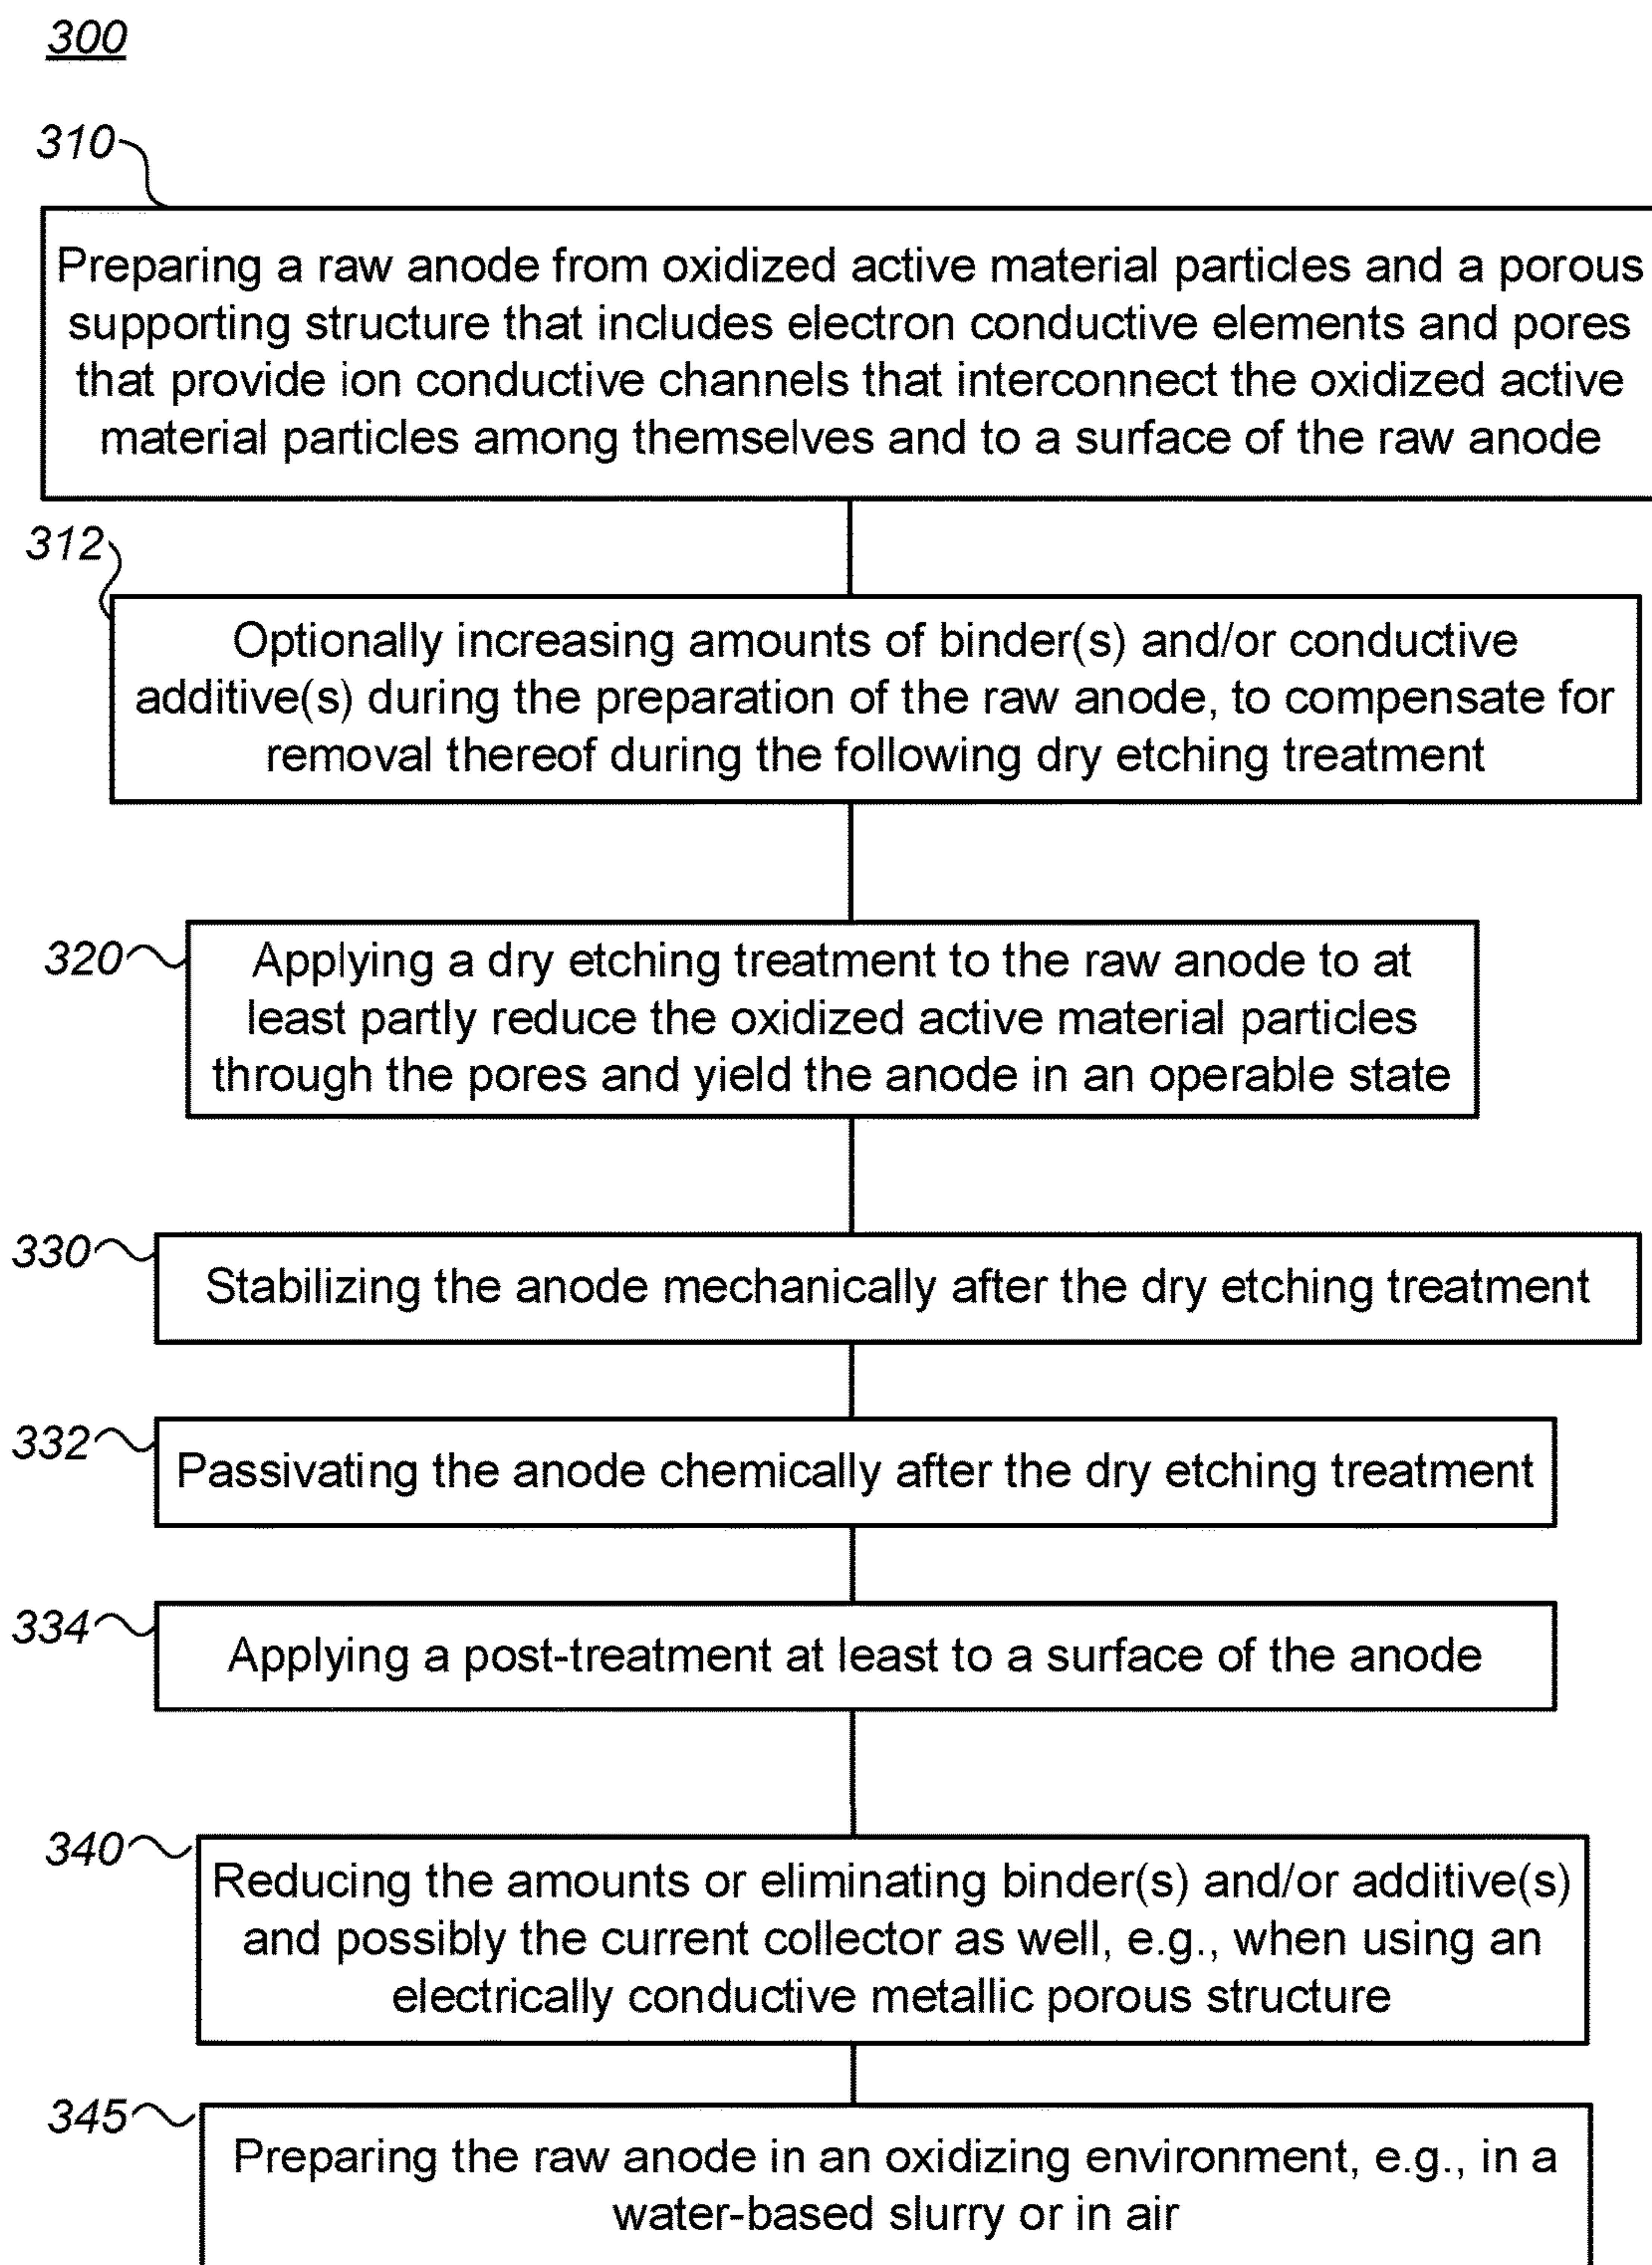 300
310
Preparing a raw anode from oxidized active material particles and a porous
supporting structure that includes electron conductive elements and pores
that provide ion conductive channels that interconnect the oxidized active
material particles among themselves and to a surface of the raw anode
312
Optionally increasing amounts of binder(s) and/or conductive
additive(s) during the preparation of the raw anode, to compensate for
removal thereof during the following dry etching treatment
320
Applying a dry etching treatment to the raw anode to at
least partly reduce the oxidized active material particles
through the pores and yield the anode in an operable state
330
Stabilizing the anode mechanically after the dry etching treatment
332
Passivating the anode chemically after the dry etching treatment
334
Applying a post-treatment at least to a surface of the anode
340
Reducing the amounts or eliminating binder(s) and/or additive(s)
and possibly the current collector as well, e.g., when using an
electrically conductive metallic porous structure
345
Preparing the raw anode in an oxidizing environment, e.g., in a
water-based slurry or in air